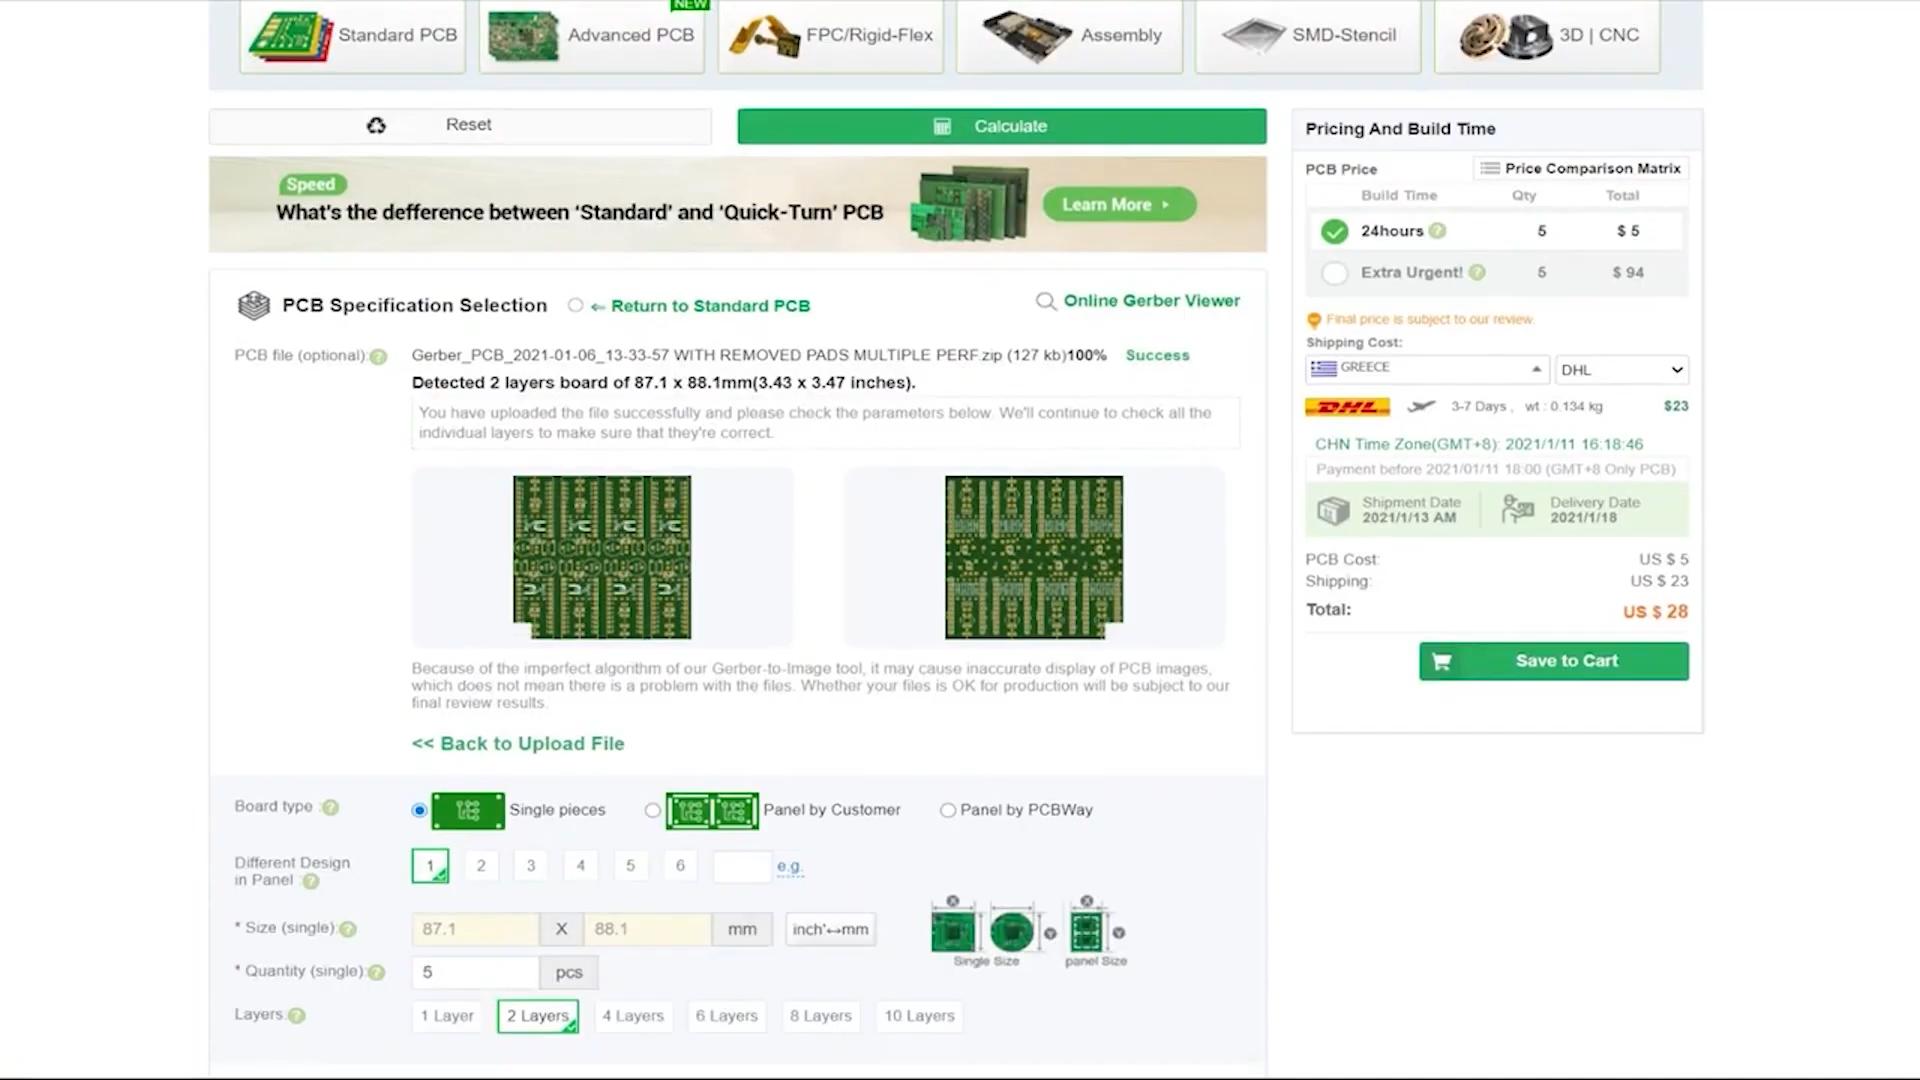 NEW
Standard PCB
Advanced PCB
FPC/Rigid-Flex
Assembly
SMD-Stencil
3D | CNC
Reset
Calculate
Speed
What's the defference between ‘Standard’ and ‘Quick-Turn’ PCB
Learn More
PCB Specification Selection
⇐ Return to Standard PCB
Online Gerber Viewer
PCB file (optional): ?
Gerber_PCB_2021-01-06_13-33-57 WITH REMOVED PADS MULTIPLE PERF.zip (127 kb)100% Success
Detected 2 layers board of 87.1 x 88.1mm(3.43 x 3.47 inches).
You have uploaded the file successfully and please check the parameters below. We'll continue to check all the
individual layers to make sure that they're correct.
Because of the imperfect algorithm of our Gerber-to-Image tool, it may cause inaccurate display of PCB images,
which does not mean there is a problem with the files. Whether your files is OK for production will be subject to our
final review results.
<< Back to Upload File
Board type : ?
Single pieces
Panel by Customer
Panel by PCBWay
Different Design
in Panel : ?
1 2 3 4 5 6 e.g.
* Size (single): ?
87.1 X 88.1 mm inch'↔mm
X X
Y Y
Single Size panel Size
* Quantity (single): ?
5 pcs
Layers: ?
1 Layer 2 Layers 4 Layers 6 Layers 8 Layers 10 Layers
Pricing And Build Time
PCB Price
Price Comparison Matrix
Build Time Qty Total
24hours ? 5 $ 5
Extra Urgent! ? 5 $ 94
Final price is subject to our review.
Shipping Cost:
GREECE
DHL
DHL 3-7 Days , wt : 0.134 kg $23
CHN Time Zone(GMT+8): 2021/1/11 16:18:46
Payment before 2021/01/11 18:00 (GMT+8 Only PCB)
Shipment Date
2021/1/13 AM
Delivery Date
2021/1/18
PCB Cost: US $ 5
Shipping: US $ 23
Total: US $ 28
Save to Cart